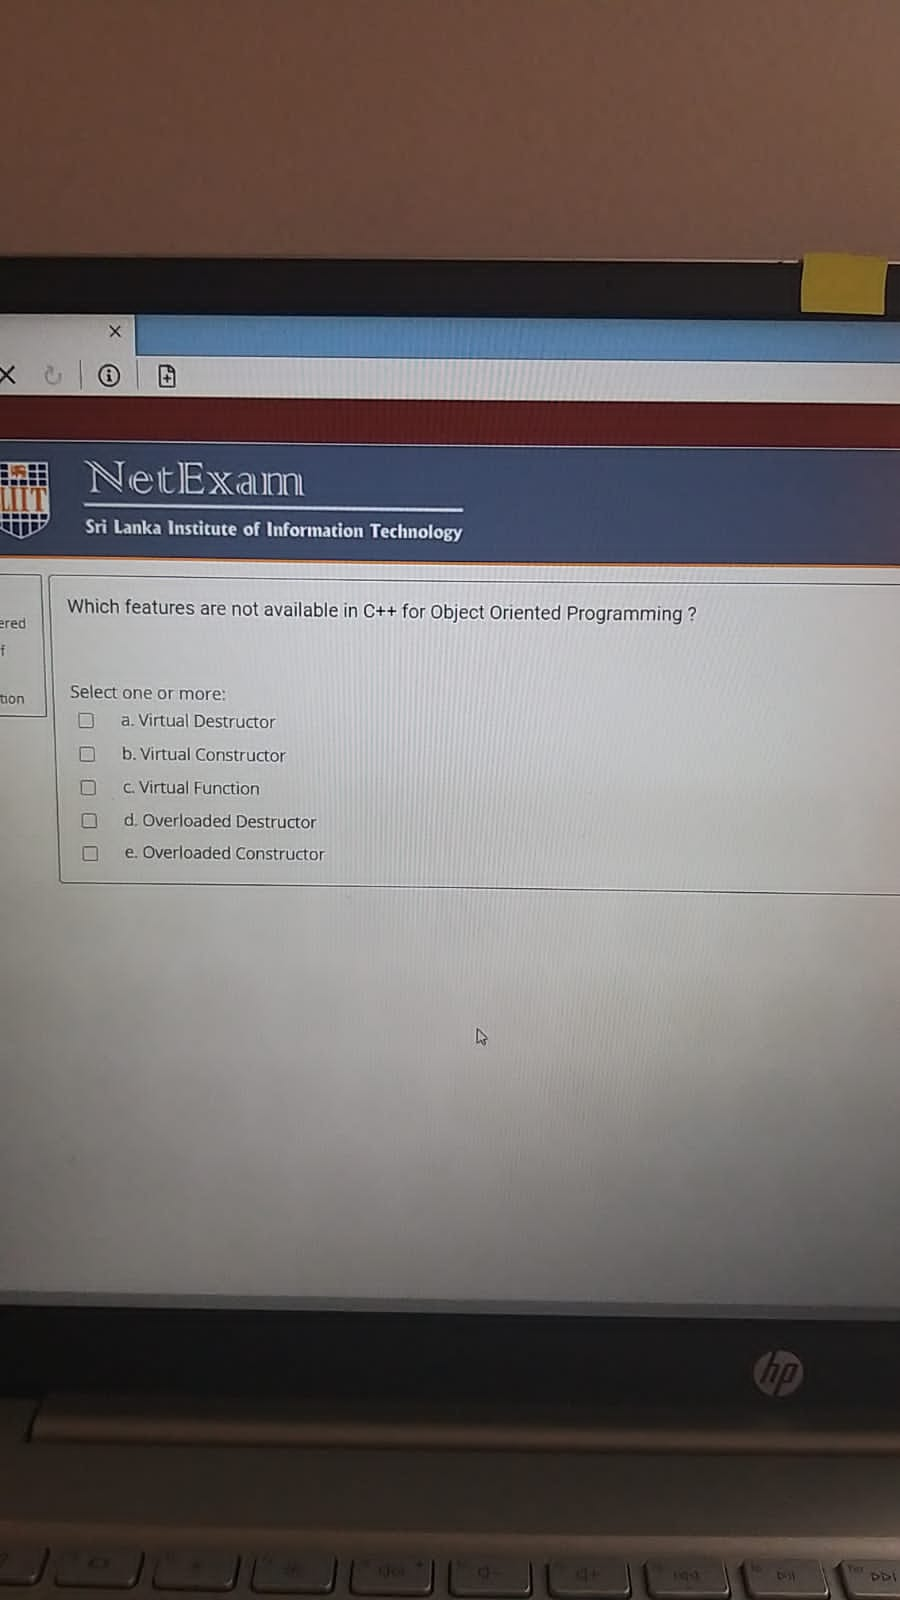 NetExam
LIIT
Sri Lanka Institute of Information Technology
ered
f
tion
Which features are not available in C++ for Object Oriented Programming ?
Select one or more:
a. Virtual Destructor
b. Virtual Constructor
c. Virtual Function
d. Overloaded Destructor
e. Overloaded Constructor
hp